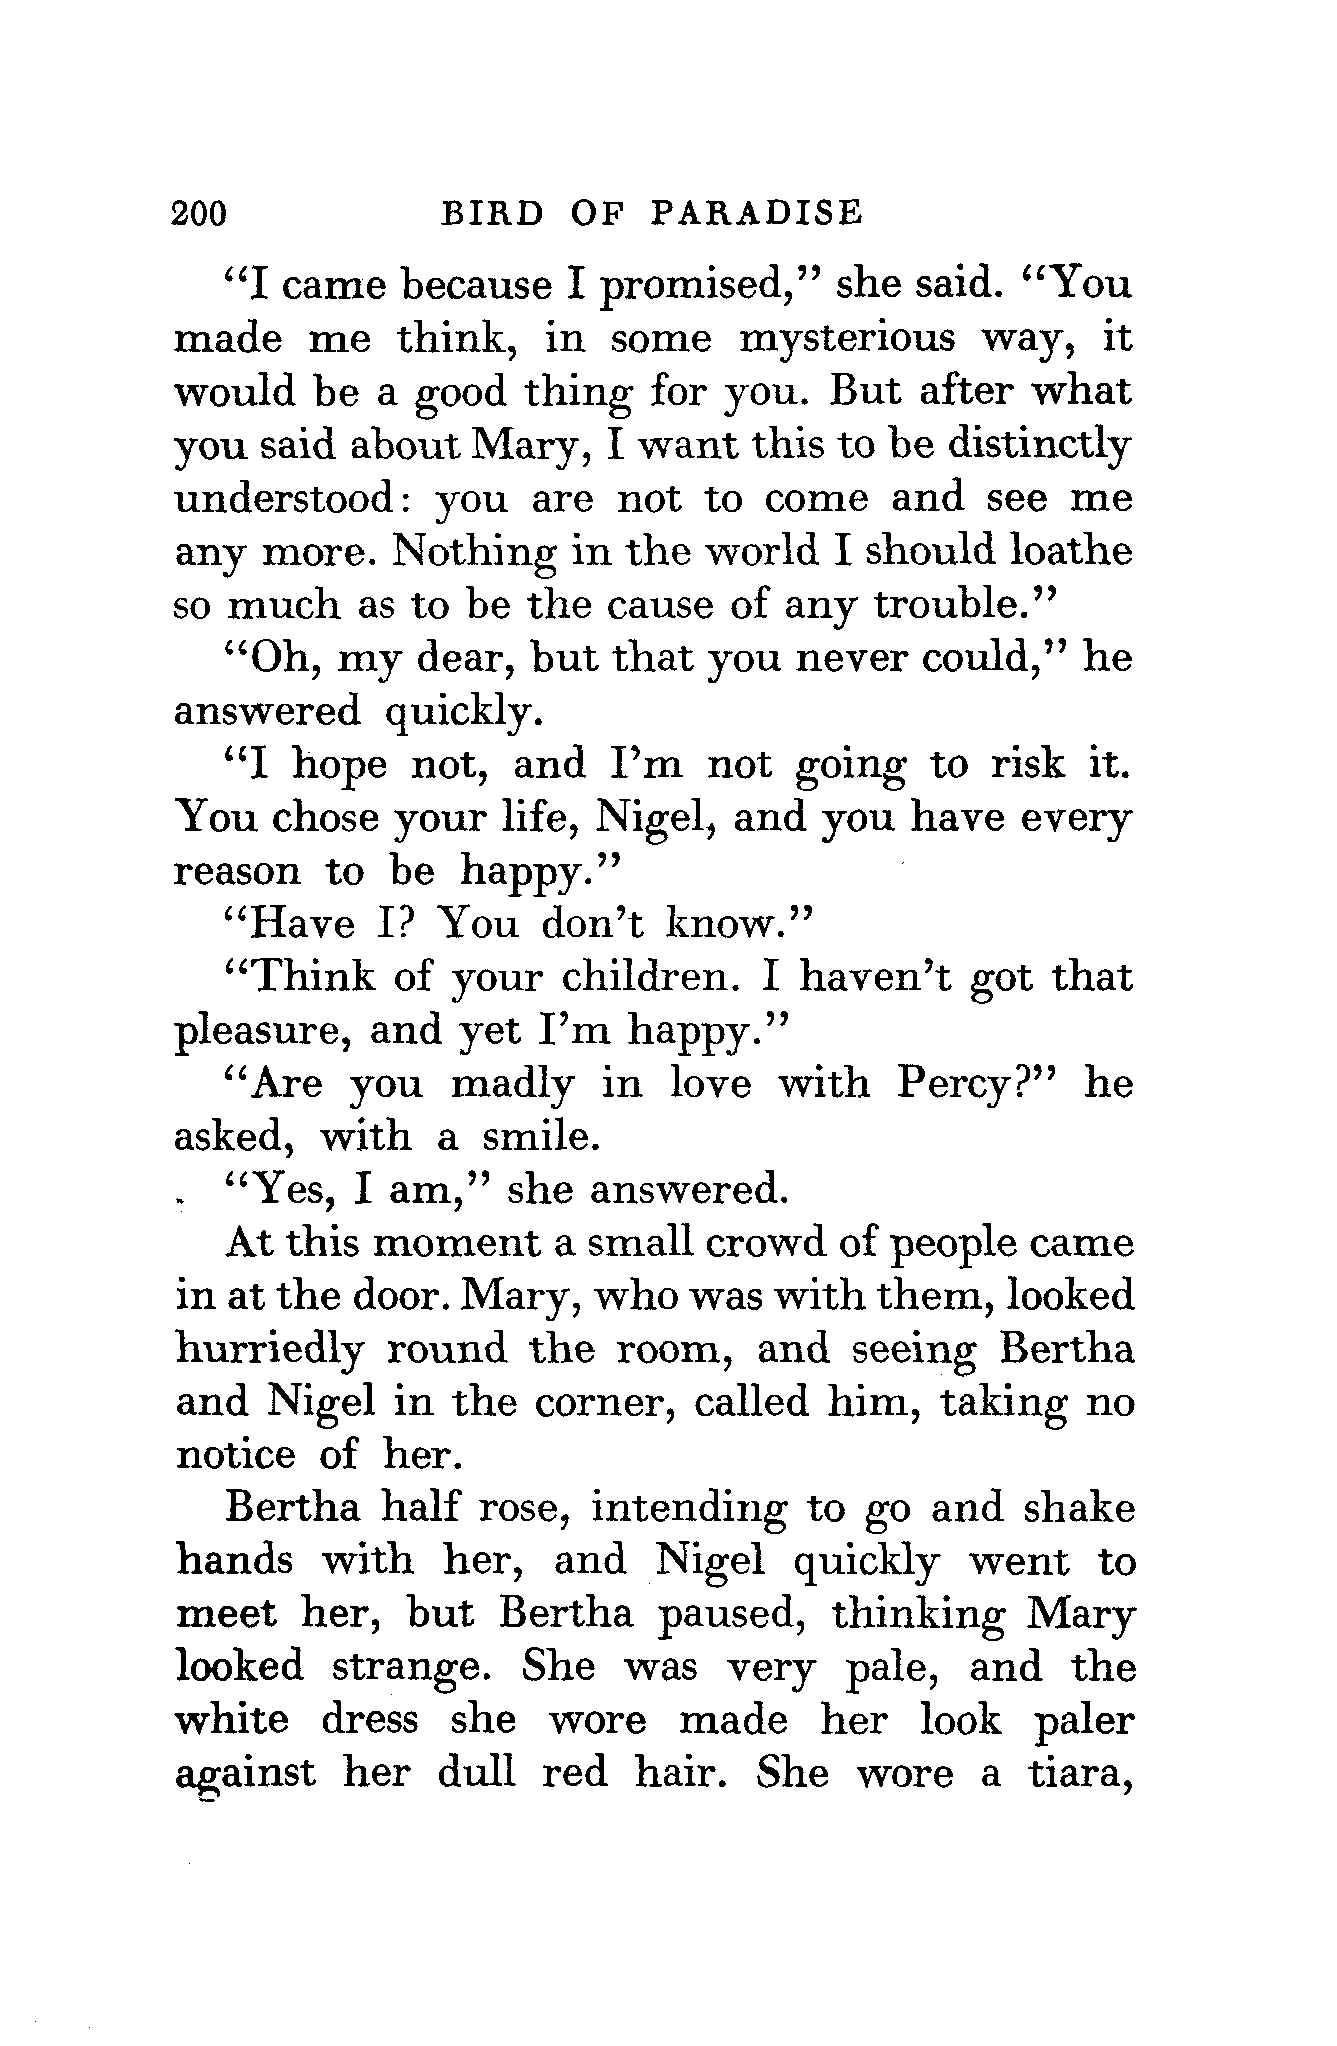 200 BIRD OF PARADISE
“I came because I promised,” she said. “You
made me think, in some mysterious way, it
would be a good thing for you. But after what
you said about Mary, I want this to be distinctly
understood: you are not to come and see me
any more. Nothing in the world I should loathe
so much as to be the cause of any trouble.”
“Oh, my dear, but that you never could,” he
answered quickly.
“I hope not, and I’m not going to risk it.
You chose your life, Nigel, and you have every
reason to be happy.”
“Have I? You don’t know.”
“Think of your children. I haven’t got that
pleasure, and yet I’m happy.”
“Are you madly in love with Percy?” he
asked, with a smile.
“Yes, I am,” she answered.
At this moment a small crowd of people came
in at the door. Mary, who was with them, looked
hurriedly round the room, and seeing Bertha
and Nigel in the corner, called him, taking no
notice of her.
Bertha half rose, intending to go and shake
hands with her, and Nigel quickly went to
meet her, but Bertha paused, thinking Mary
looked strange. She was very pale, and the
white dress she wore made her look paler
against her dull red hair. She wore a tiara,